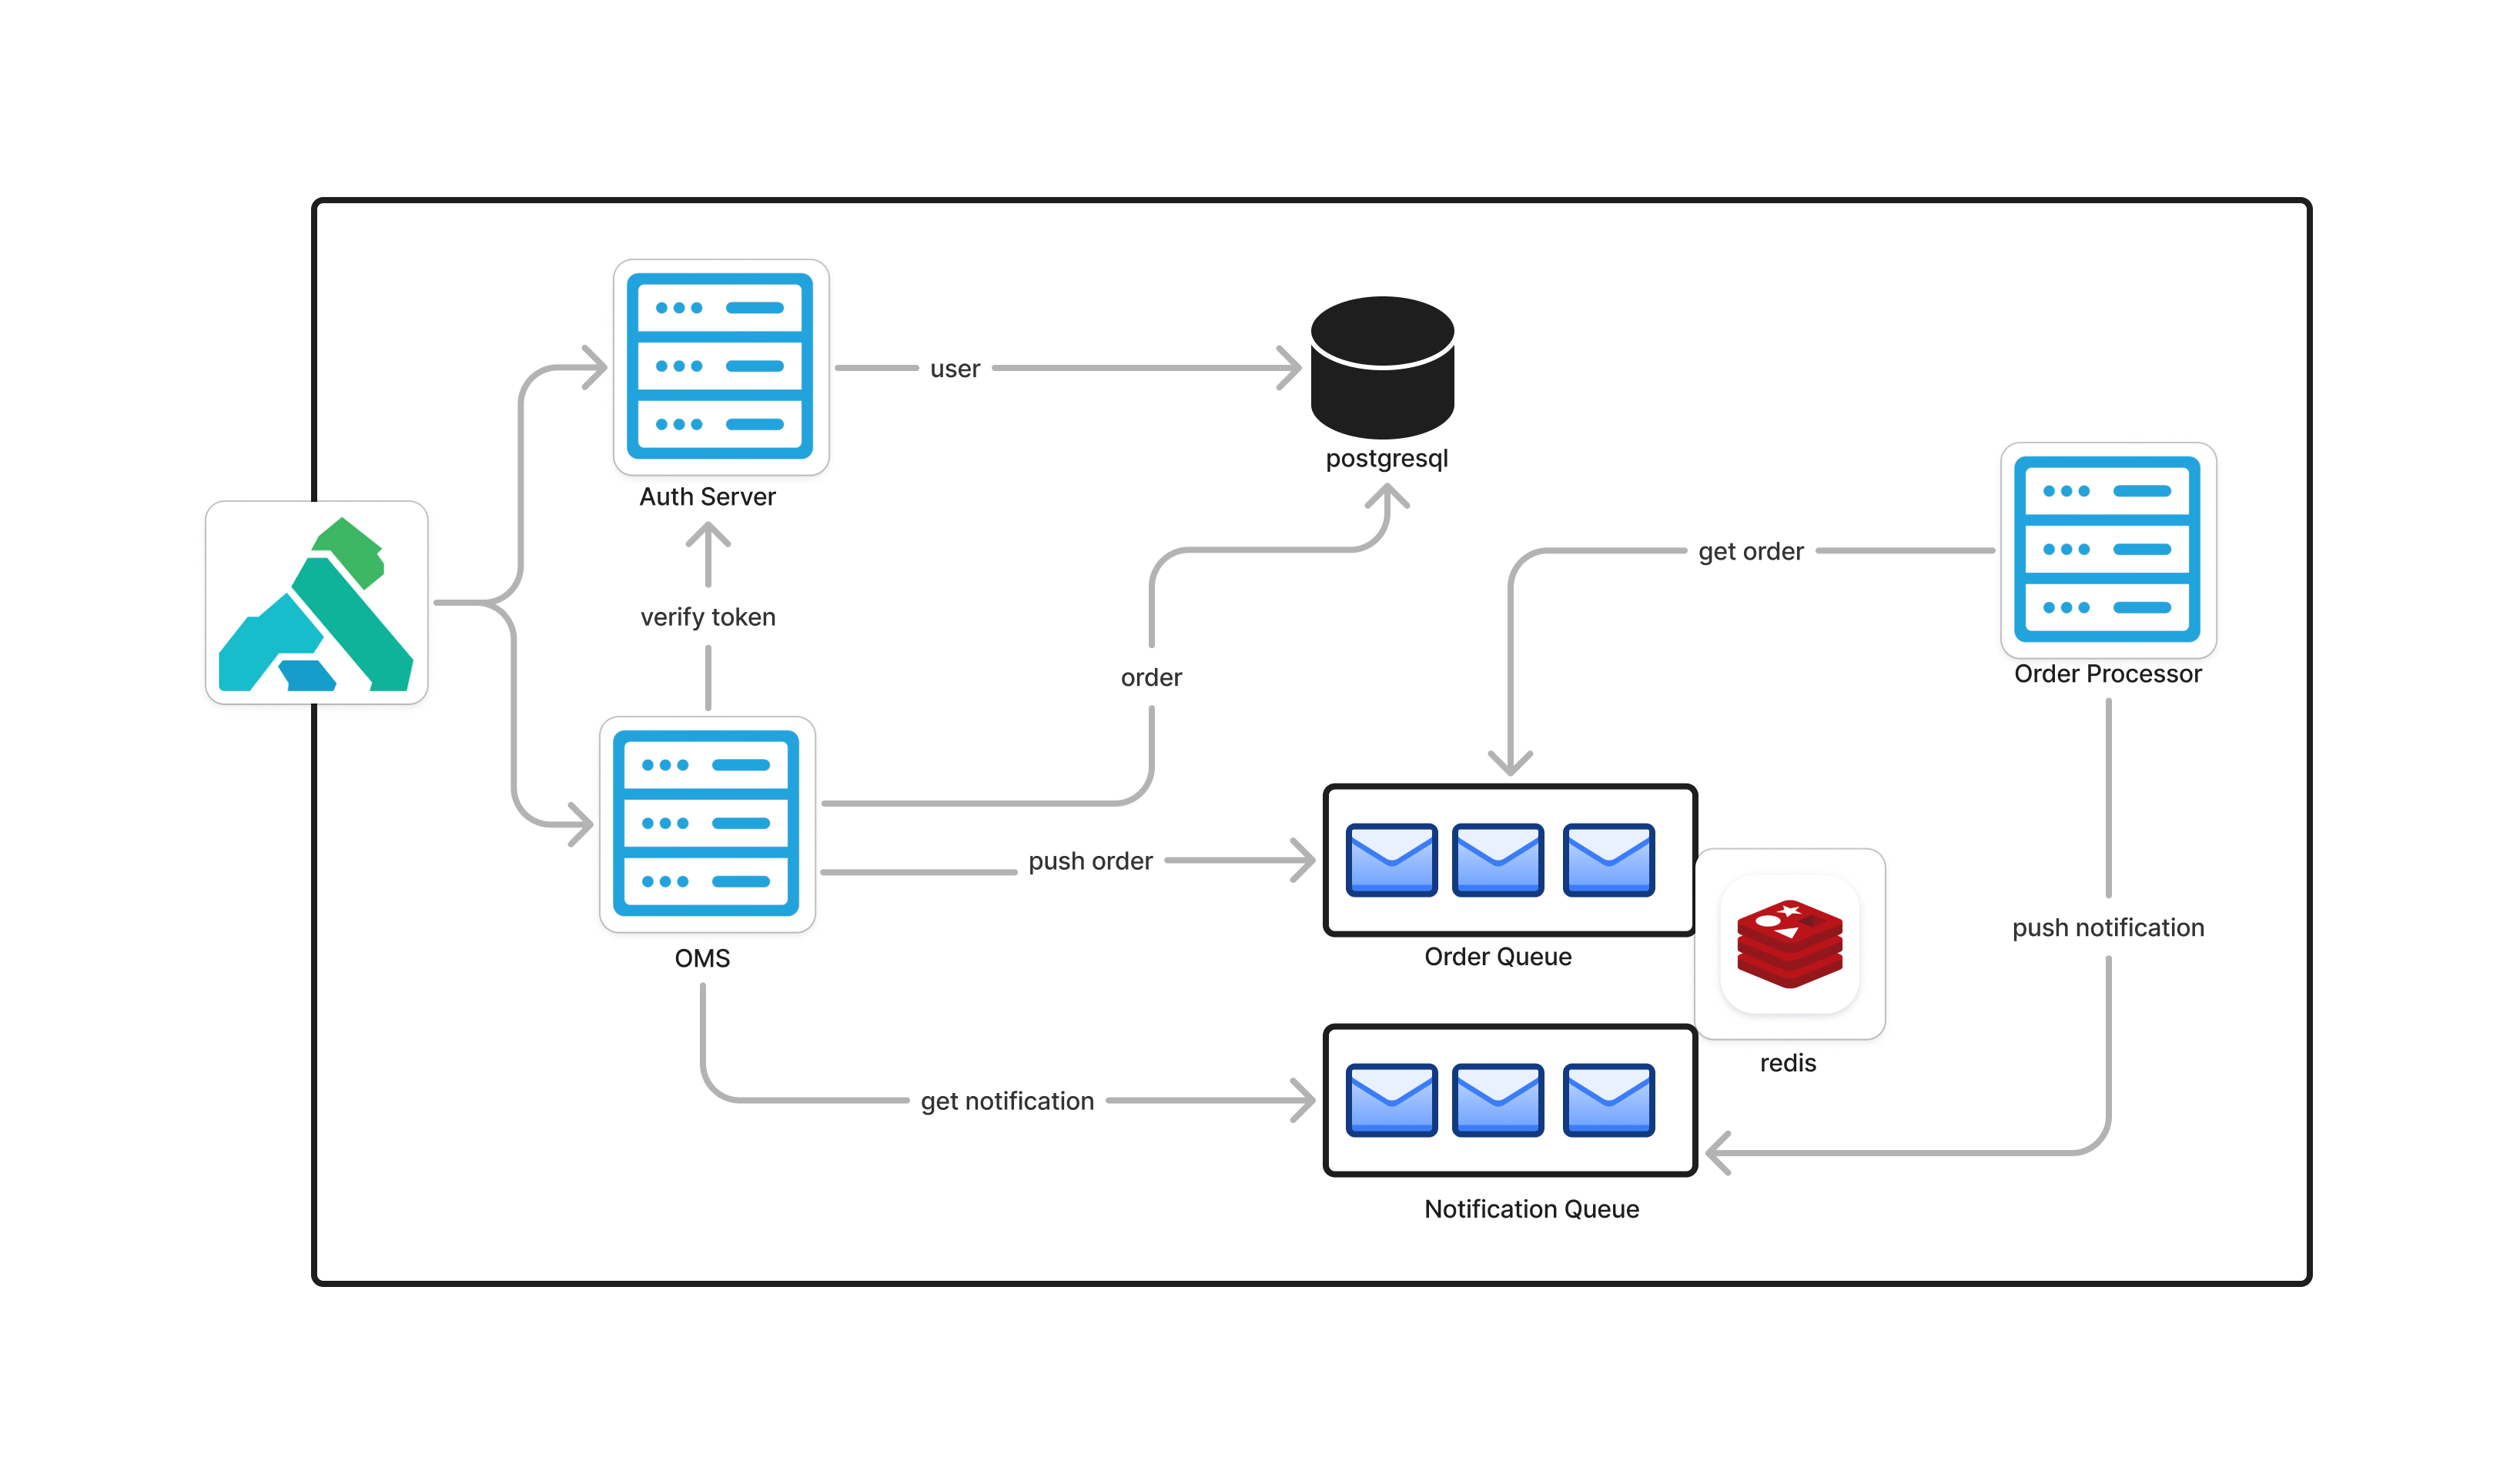 user
postgresql
Auth Server
get order
verify token
order
Order Processor
push order
push notification
OMS
Order Queue
redis
get notification
Notification Queue